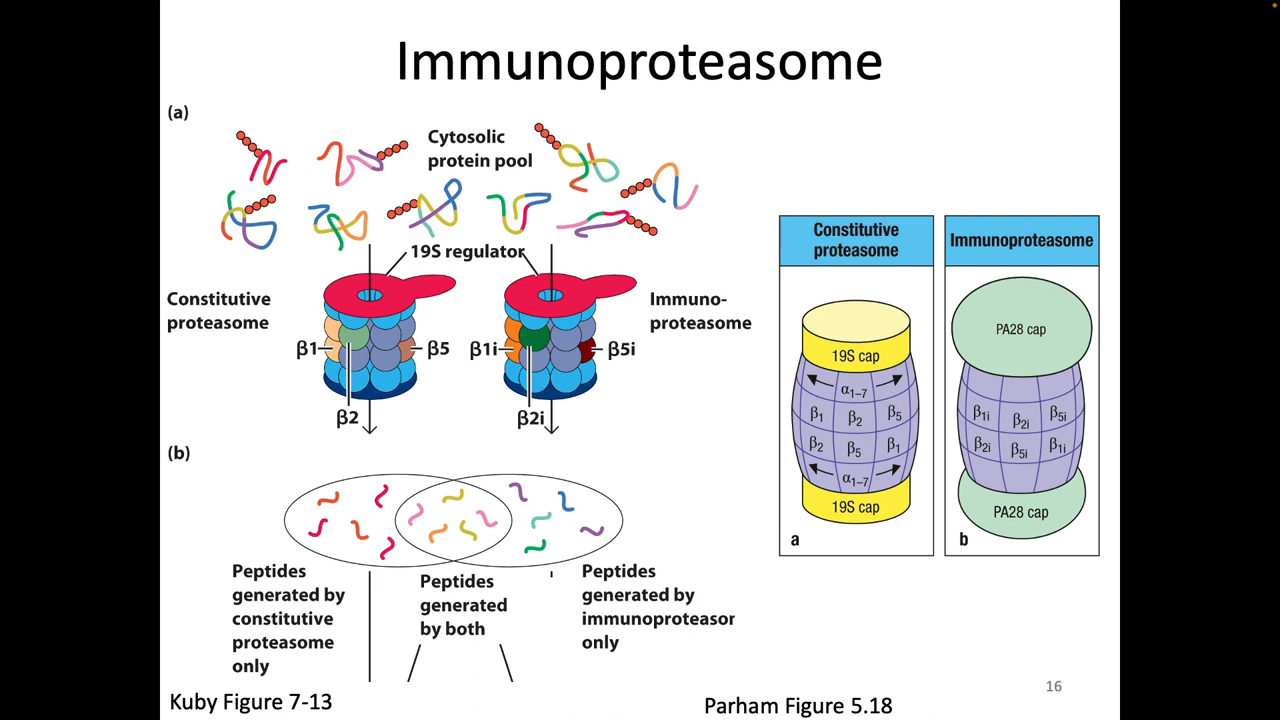 Immunoproteasome
(a)
Cytosolic
protein pool
19S regulator
Constitutive
proteasome
Immuno-
proteasome
β1
β5
β1i
β5i
β2
β2i
(b)
Peptides
generated by
constitutive
proteasome
only
Peptides
generated
by both
Peptides
generated by
immunoproteasor
only
Kuby Figure 7-13
Constitutive
proteasome
19S cap
α1–7
β1 β2 β5
β2 β5 β1
α1–7
19S cap
a
Immunoproteasome
PA28 cap
β1i β2i β5i
β2i β5i β1i
PA28 cap
b
Parham Figure 5.18
16